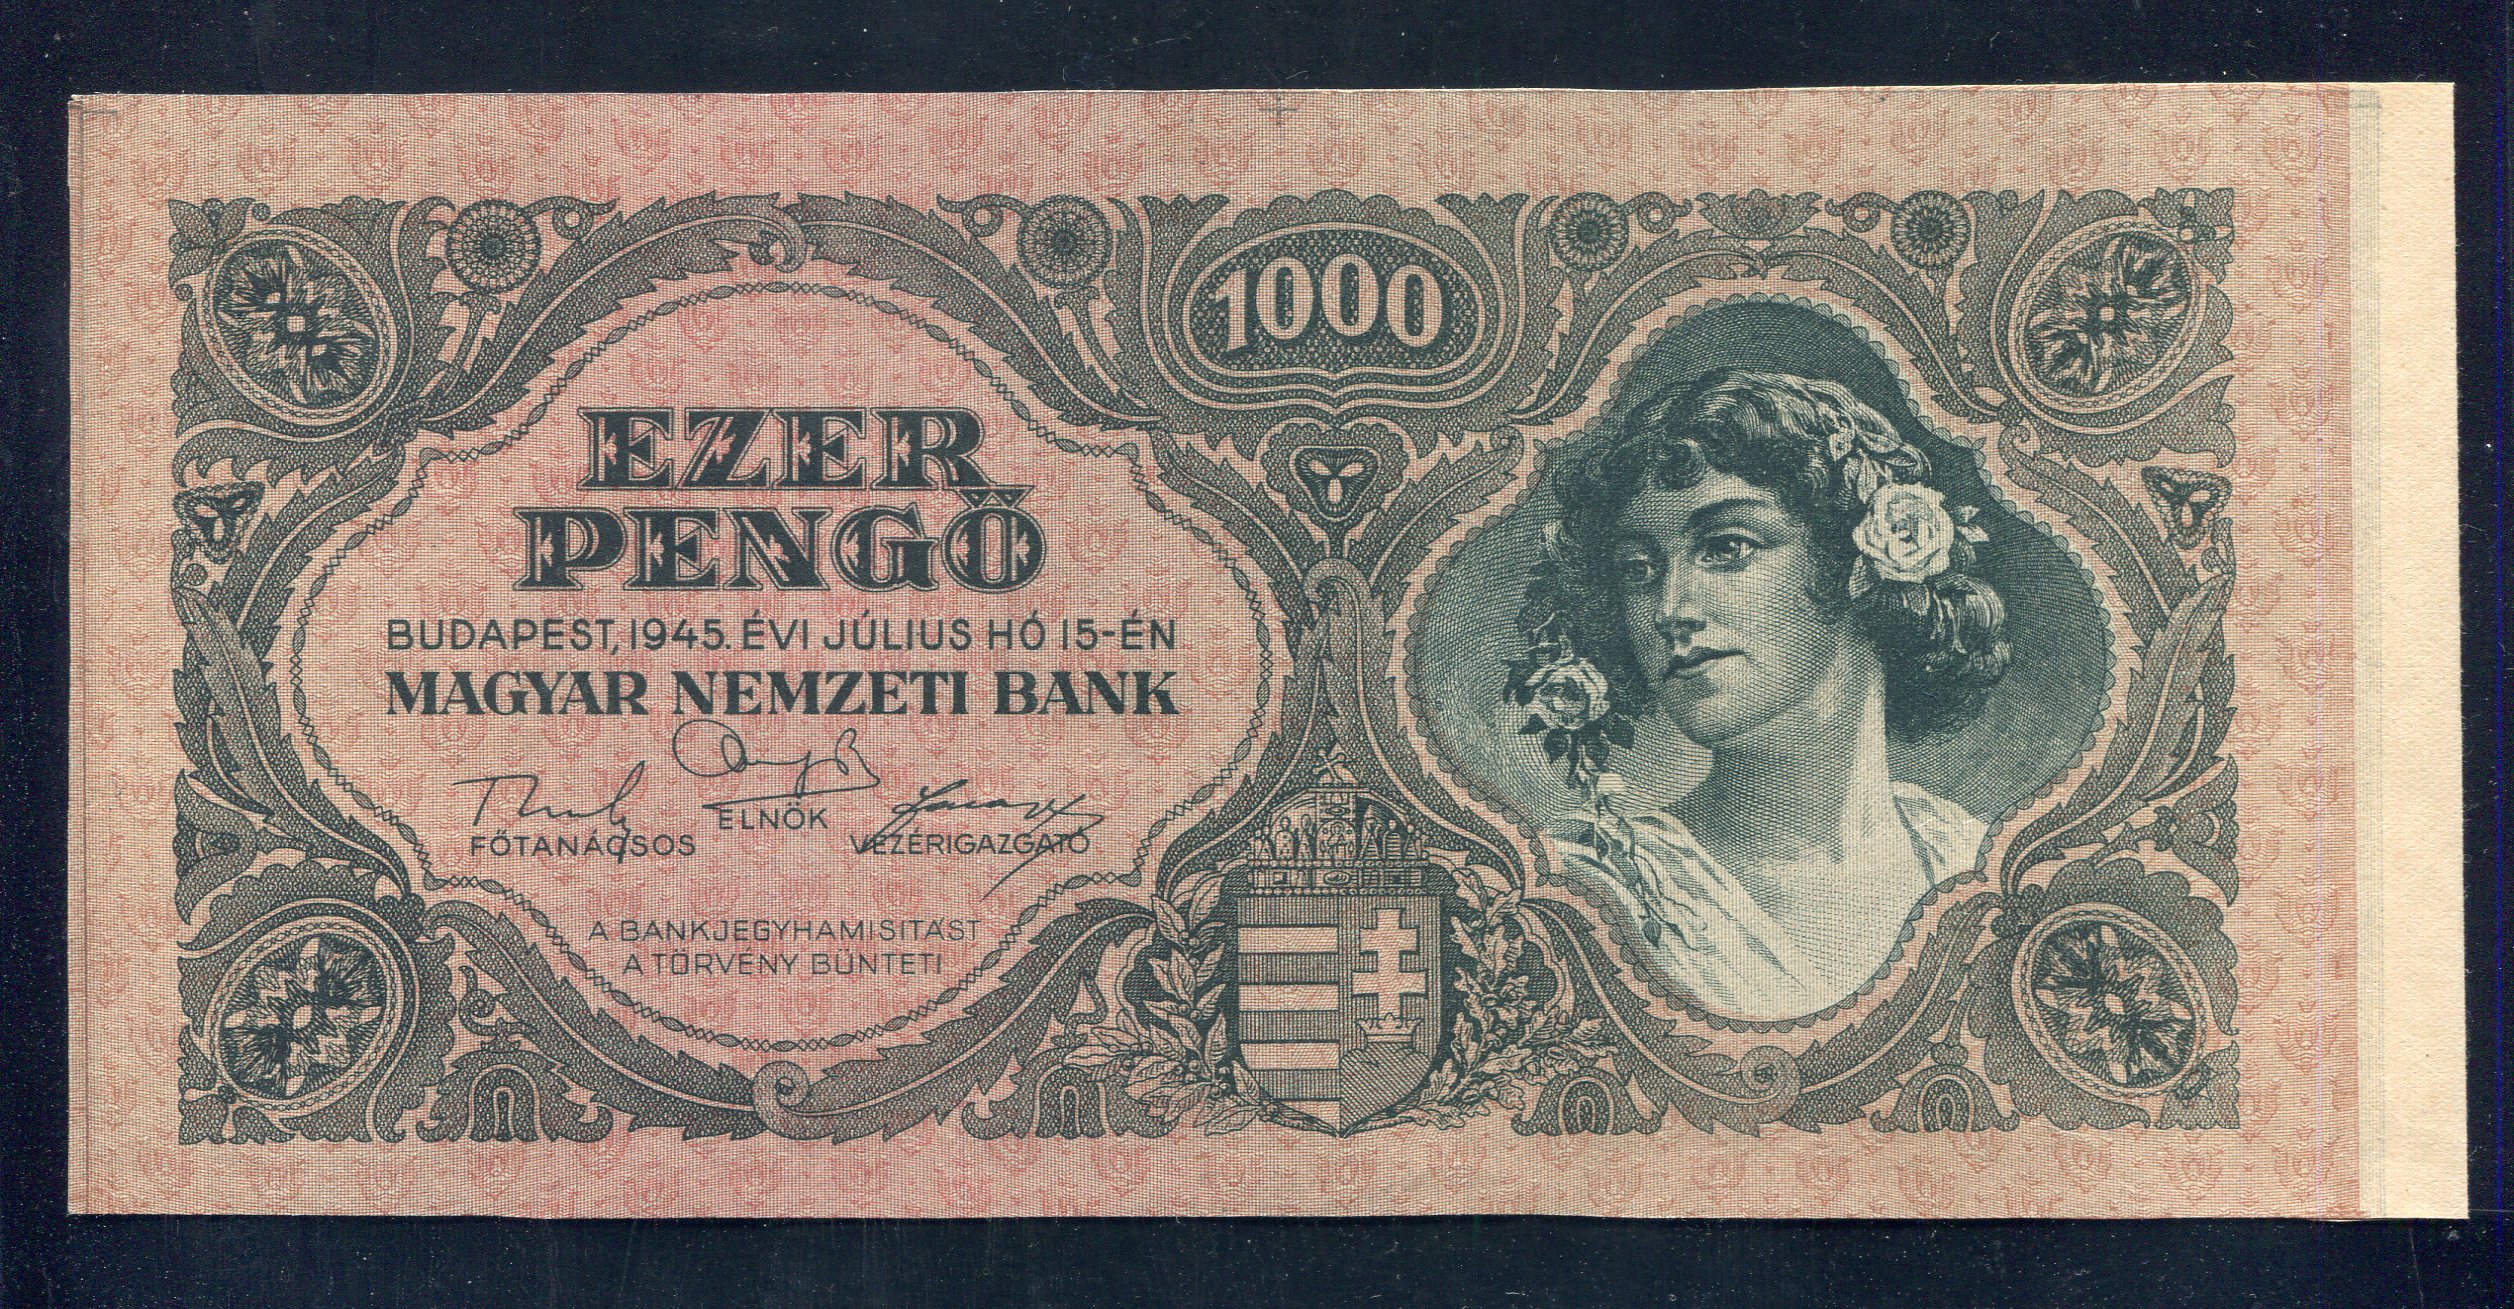 1000
EZER
PENGŐ
BUDAPEST, 1945. ÉVI JÚLIUS HÓ 15-ÉN
MAGYAR NEMZETI BANK
FŐTANÁCSOS
ELNÖK
VEZÉRIGAZGATÓ
A BANKJEGYHAMISITÁST
A TÖRVÉNY BÜNTETI